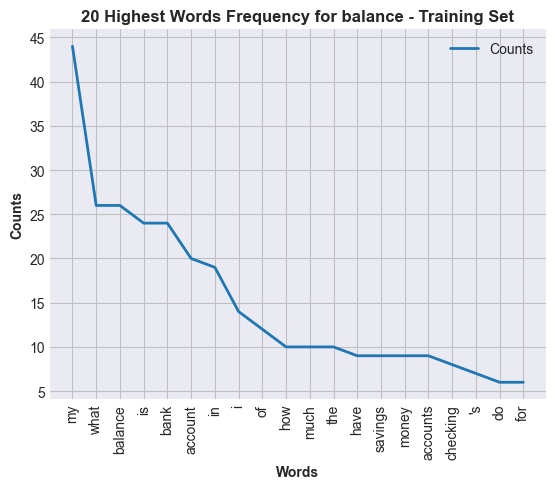 20 Highest Words Frequency for balance - Training Set
Counts
45
40
35
30
25
20
15
10
5
Counts
my
what
balance
is
bank
account
in
i
of
how
much
the
have
savings
money
accounts
checking
's
do
for
Words